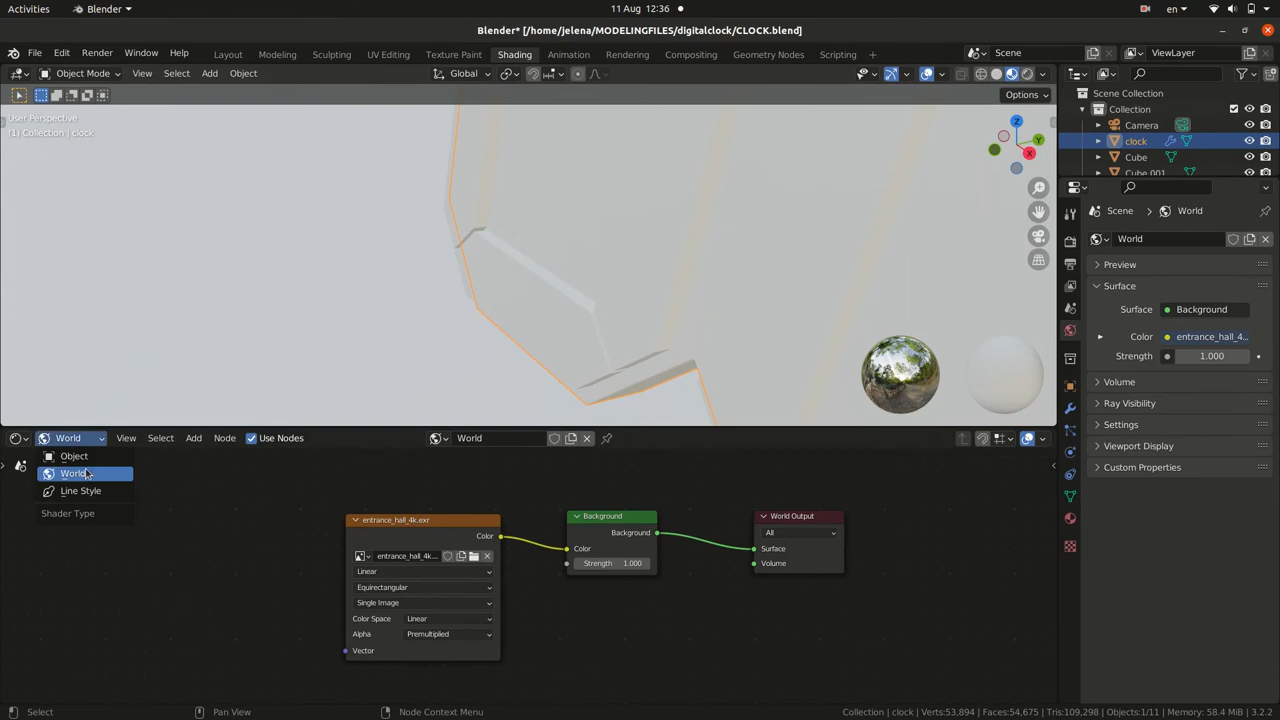 Activities
Blender
11 Aug 12:36
en
Blender* [/home/jelena/MODELINGFILES/digitalclock/CLOCK.blend]
File Edit Render Window Help
Layout Modeling Sculpting UV Editing Texture Paint Shading Animation Rendering Compositing Geometry Nodes Scripting +
Scene
ViewLayer
Object Mode View Select Add Object
Global
Options
User Perspective
(1) Collection | clock
Z
Y
X
Scene Collection
Collection
Camera
clock
Cube
Cube.001
Scene > World
World
Preview
Surface
Surface Background
Color entrance_hall_4...
Strength 1.000
Volume
Ray Visibility
Settings
Viewport Display
Custom Properties
World View Select Add Node Use Nodes
World
Object
World
Line Style
Shader Type
entrance_hall_4k.exr
Color
entrance_hall_4k....
Linear
Equirectangular
Single Image
Color Space Linear
Alpha Premultiplied
Vector
Background
Background
Color
Strength 1.000
World Output
All
Surface
Volume
Select
Pan View
Node Context Menu
Collection | clock | Verts:53,894 | Faces:54,675 | Tris:109,298 | Objects:1/11 | Memory: 58.4 MiB | 3.2.2